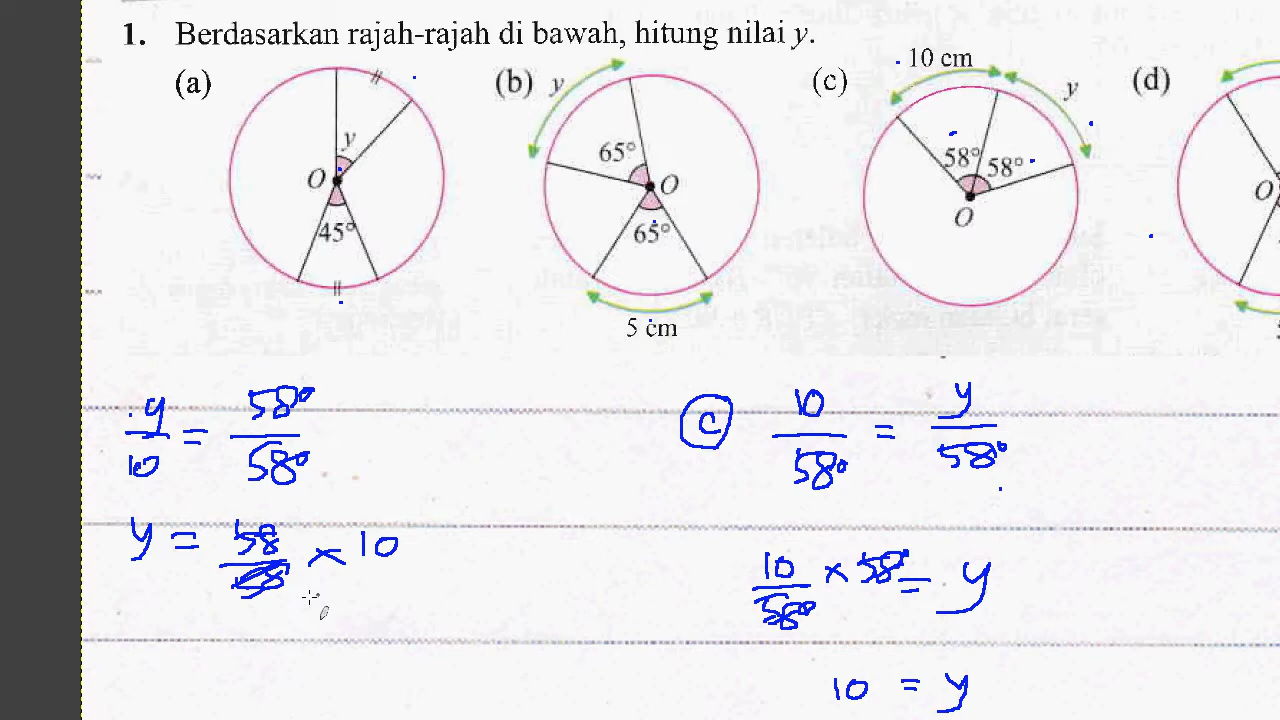 1. Berdasarkan rajah-rajah di bawah, hitung nilai y.
(a) y O 45°
(b) y 65° O 65° 5 cm
(c) 10 cm y 58° 58° O
(d) O
y/10 = 58°/58°
y = 58/58 × 10
(c) 10/58° = y/58°
10/58° × 58° = y
10 = y